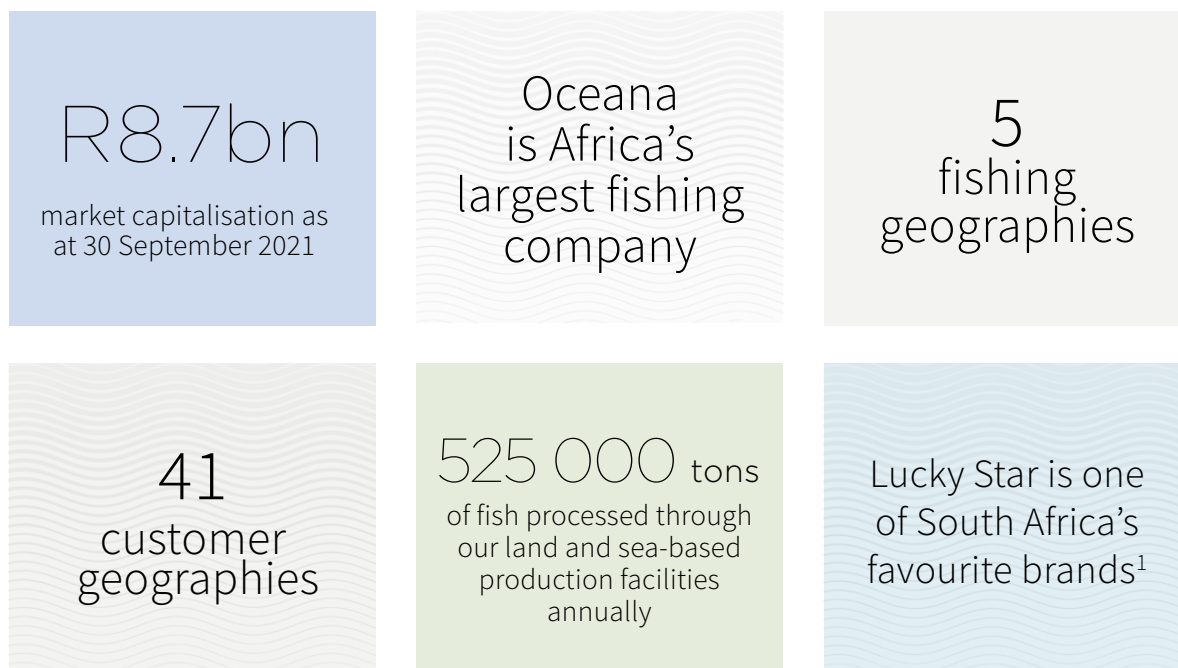 R8.7bn
market capitalisation as
at 30 September 2021
Oceana
is Africa’s
largest fishing
company
5
fishing
geographies
41
customer
geographies
525 000 tons
of fish processed through
our land and sea-based
production facilities
annually
Lucky Star is one
of South Africa’s
favourite brands¹